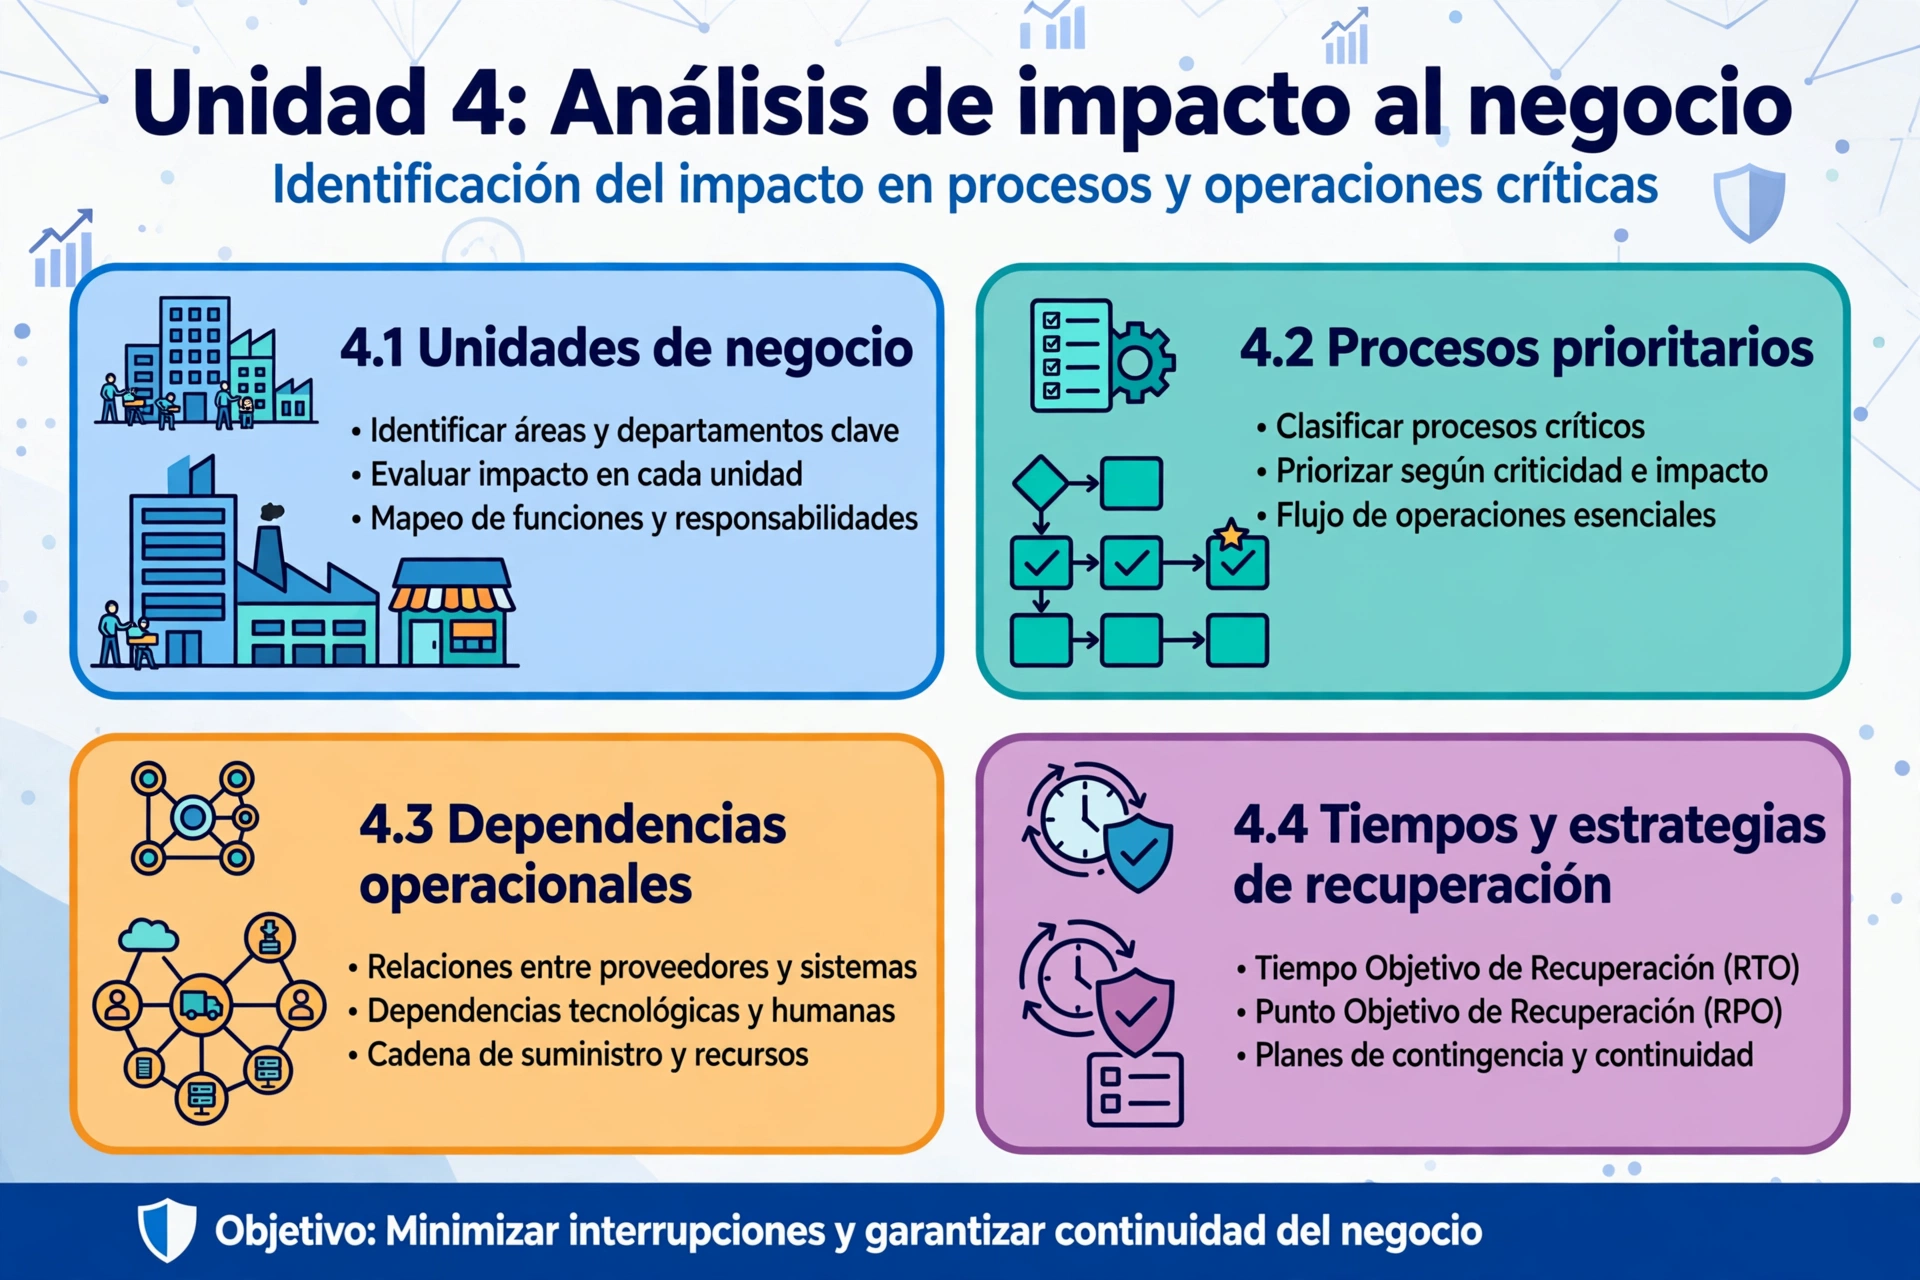 Unidad 4: Análisis de impacto al negocio
Identificación del impacto en procesos y operaciones críticas
4.1 Unidades de negocio
• Identificar áreas y departamentos clave
• Evaluar impacto en cada unidad
• Mapeo de funciones y responsabilidades
4.2 Procesos prioritarios
• Clasificar procesos críticos
• Priorizar según criticidad e impacto
• Flujo de operaciones esenciales
4.3 Dependencias
operacionales
• Relaciones entre proveedores y sistemas
• Dependencias tecnológicas y humanas
• Cadena de suministro y recursos
4.4 Tiempos y estrategias
de recuperación
• Tiempo Objetivo de Recuperación (RTO)
• Punto Objetivo de Recuperación (RPO)
• Planes de contingencia y continuidad
Objetivo: Minimizar interrupciones y garantizar continuidad del negocio